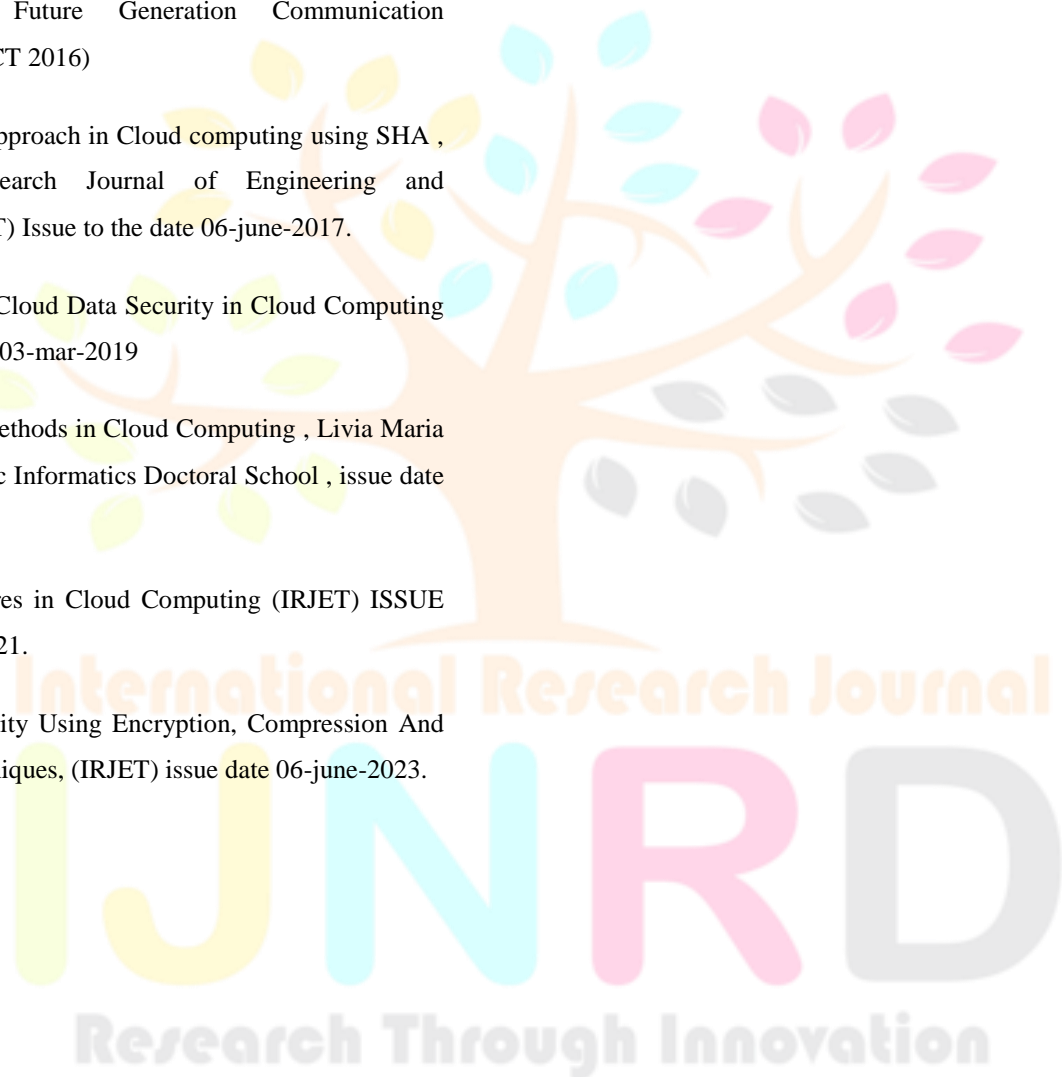 Future Generation Communication
CT 2016)
pproach in Cloud computing using SHA ,
earch Journal of Engineering and
T) Issue to the date 06-june-2017.
Cloud Data Security in Cloud Computing
03-mar-2019
ethods in Cloud Computing , Livia Maria
c Informatics Doctoral School , issue date
res in Cloud Computing (IRJET) ISSUE
21.
International Research Journal
ity Using Encryption, Compression And
niques, (IRJET) issue date 06-june-2023.
IJNRD
Research Through Innovation